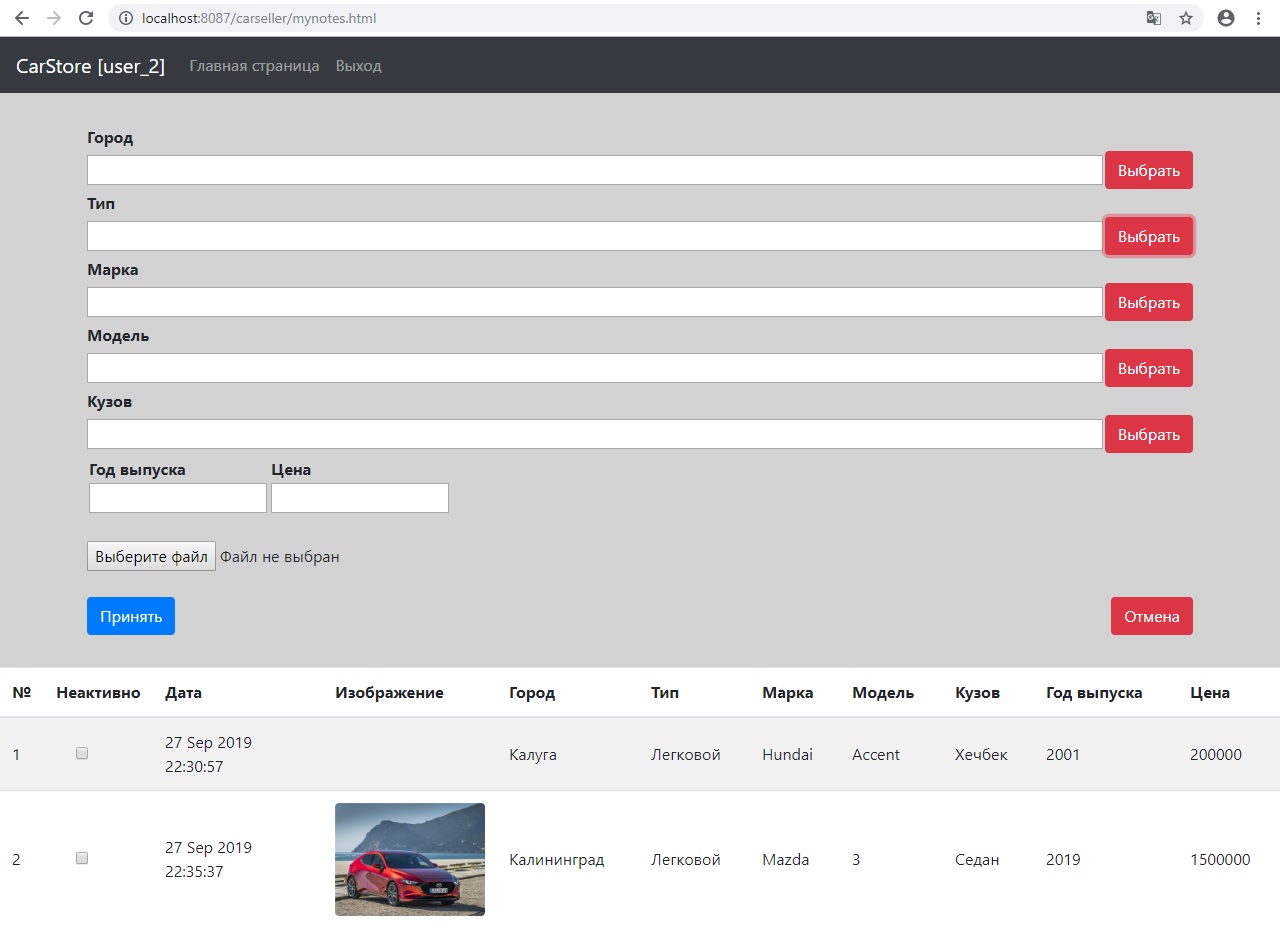 localhost:8087/carseller/mynotes.html
CarStore [user_2] Главная страница Выход
Город
Выбрать
Тип
Выбрать
Марка
Выбрать
Модель
Выбрать
Кузов
Выбрать
Год выпуска Цена
Выберите файл Файл не выбран
Принять Отмена
№ Неактивно Дата Изображение Город Тип Марка Модель Кузов Год выпуска Цена
1 27 Sep 2019 22:30:57 Калуга Легковой Hundai Accent Хечбек 2001 200000
2 27 Sep 2019 22:35:37 Калининград Легковой Mazda 3 Седан 2019 1500000